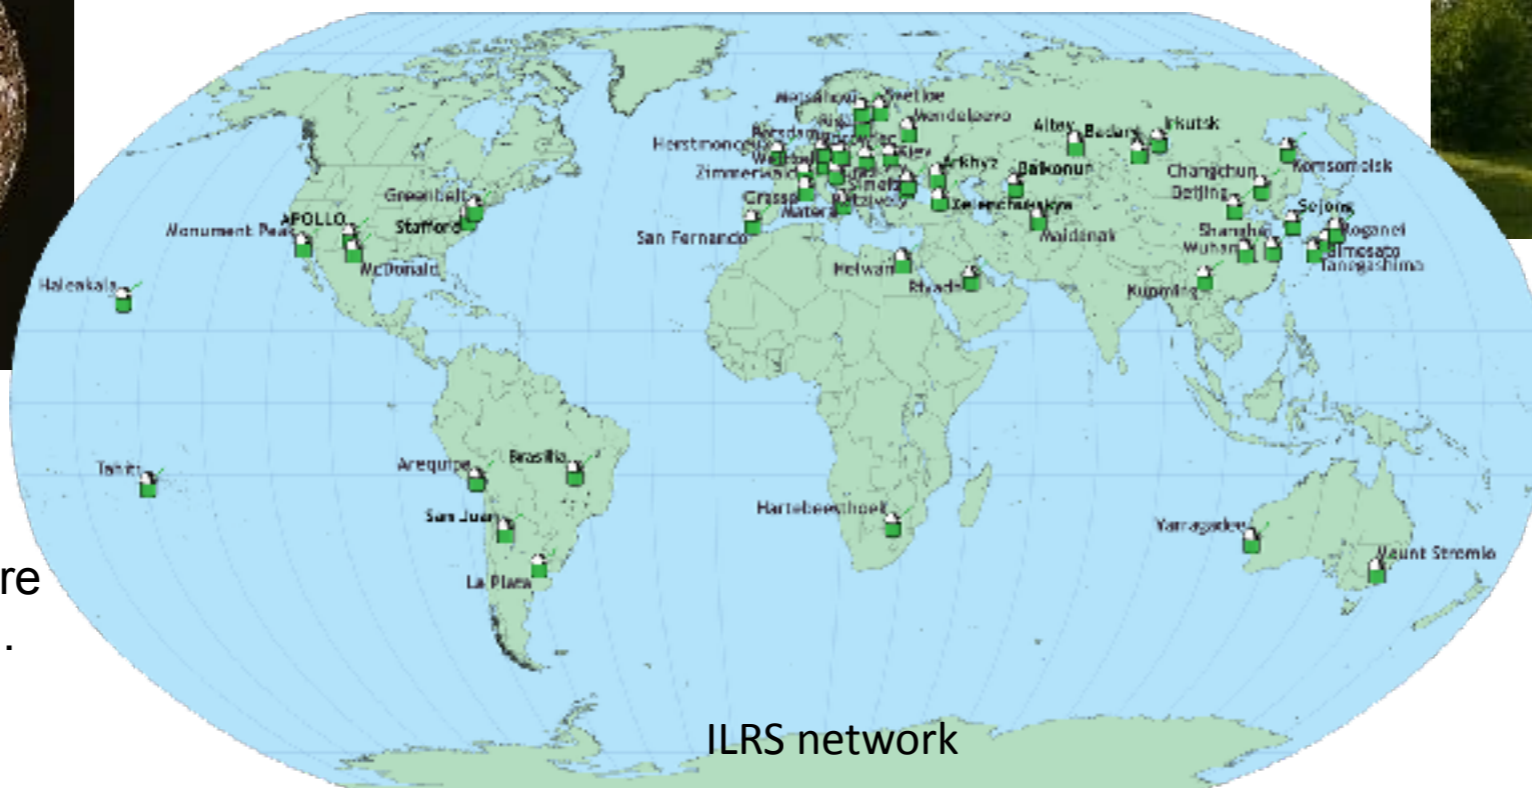 Metsahovi
Svetloe
Riga
Mendeleevo
Potsdam
Herstmonceux
Kiev
Zimmerwald
Graz
Simeiz
Katzively
Grasse
Matera
San Fernando
Arkhyz
Zelenchukskya
Baikonur
Maidanak
Altay
Badary
Irkutsk
Komsomolsk
Changchun
Beijing
Sejong
Shanghai
Koganei
Wuhan
Simosato
Tanegashima
Kunming
Helwan
Riyadh
Greenbelt
Stafford
APOLLO
Monument Peak
McDonald
Haleakala
Tahiti
Arequipa
Brasilia
San Juan
La Plata
Hartebeesthoek
Yarragadee
Mount Stromlo
re
.
ILRS network